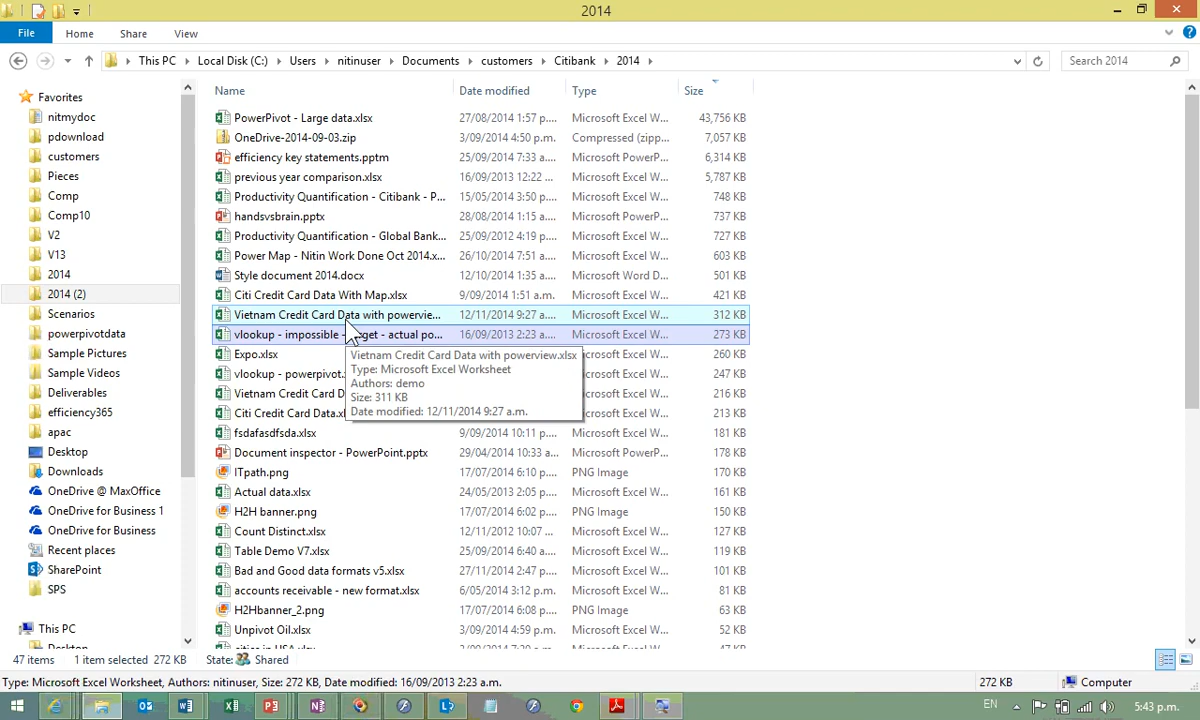 2014
File Home Share View
This PC Local Disk (C:) Users nitinuser Documents customers Citibank 2014 Search 2014
Name Date modified Type Size
Favorites
nitmydoc
pdownload
customers
Pieces
Comp
Comp10
V2
V13
2014
2014 (2)
Scenarios
powerpivotdata
Sample Pictures
Sample Videos
Deliverables
efficiency365
apac
Desktop
Downloads
OneDrive @ MaxOffice
OneDrive for Business 1
OneDrive for Business
Recent places
SharePoint
SPS
This PC
Desktop
PowerPivot - Large data.xlsx 27/08/2014 1:57 p.... Microsoft Excel W... 43,756 KB
OneDrive-2014-09-03.zip 3/09/2014 4:50 p.m. Compressed (zipp... 7,057 KB
efficiency key statements.pptm 25/09/2014 7:33 a.... Microsoft PowerP... 6,314 KB
previous year comparison.xlsx 16/09/2013 12:22 ... Microsoft Excel W... 5,787 KB
Productivity Quantification - Citibank - P... 15/05/2014 3:50 p.... Microsoft Excel W... 748 KB
handsvsbrain.pptx 28/08/2014 1:15 a.... Microsoft PowerP... 737 KB
Productivity Quantification - Global Bank... 25/09/2012 4:19 p.... Microsoft Excel W... 727 KB
Power Map - Nitin Work Done Oct 2014.x... 26/10/2014 7:51 a.... Microsoft Excel W... 603 KB
Style document 2014.docx 12/10/2014 1:35 a.... Microsoft Word D... 501 KB
Citi Credit Card Data With Map.xlsx 9/09/2014 1:51 a.m. Microsoft Excel W... 421 KB
Vietnam Credit Card Data with powervie... 12/11/2014 9:27 a.... Microsoft Excel W... 312 KB
vlookup - impossible - - actual po... 16/09/2013 2:23 a.... Microsoft Excel W... 273 KB
Expo.xlsx Microsoft Excel W... 260 KB
vlookup - powerpivot. Microsoft Excel W... 247 KB
Vietnam Credit Card D Microsoft Excel W... 216 KB
Citi Credit Card Data.x Microsoft Excel W... 213 KB
Vietnam Credit Card Data with powerview.xlsx
Type: Microsoft Excel Worksheet
Authors: demo
Size: 311 KB
Date modified: 12/11/2014 9:27 a.m.
fsdafasdfsda.xlsx 9/09/2014 10:11 p... Microsoft Excel W... 181 KB
Document inspector - PowerPoint.pptx 29/04/2014 10:33 a... Microsoft PowerP... 178 KB
ITpath.png 17/07/2014 6:10 p.... PNG Image 170 KB
Actual data.xlsx 24/05/2013 2:05 p.... Microsoft Excel W... 161 KB
H2H banner.png 17/07/2014 6:02 p.... PNG Image 150 KB
Count Distinct.xlsx 12/11/2012 10:07 ... Microsoft Excel W... 127 KB
Table Demo V7.xlsx 25/09/2014 6:40 a.... Microsoft Excel W... 119 KB
Bad and Good data formats v5.xlsx 27/11/2014 2:47 p.... Microsoft Excel W... 101 KB
accounts receivable - new format.xlsx 6/05/2014 3:12 p.m. Microsoft Excel W... 81 KB
H2Hbanner_2.png 17/07/2014 6:08 p.... PNG Image 63 KB
Unpivot Oil.xlsx 3/09/2014 4:59 p.m. Microsoft Excel W... 52 KB
47 items 1 item selected 272 KB State: Shared
Type: Microsoft Excel Worksheet, Authors: nitinuser, Size: 272 KB, Date modified: 16/09/2013 2:23 a.m. 272 KB Computer
EN 5:43 p.m.